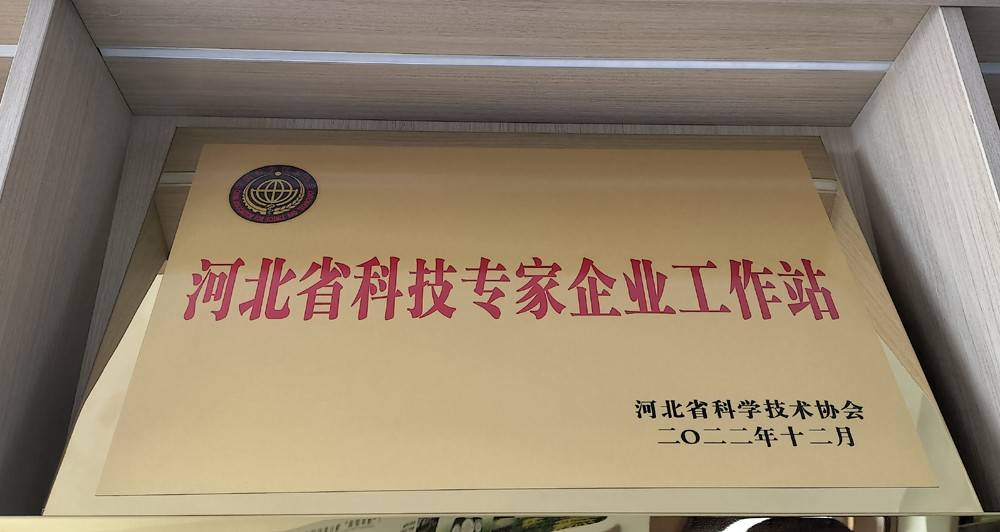 河北省科技专家企业工作站
河北省科学技术协会
二〇二二年十二月